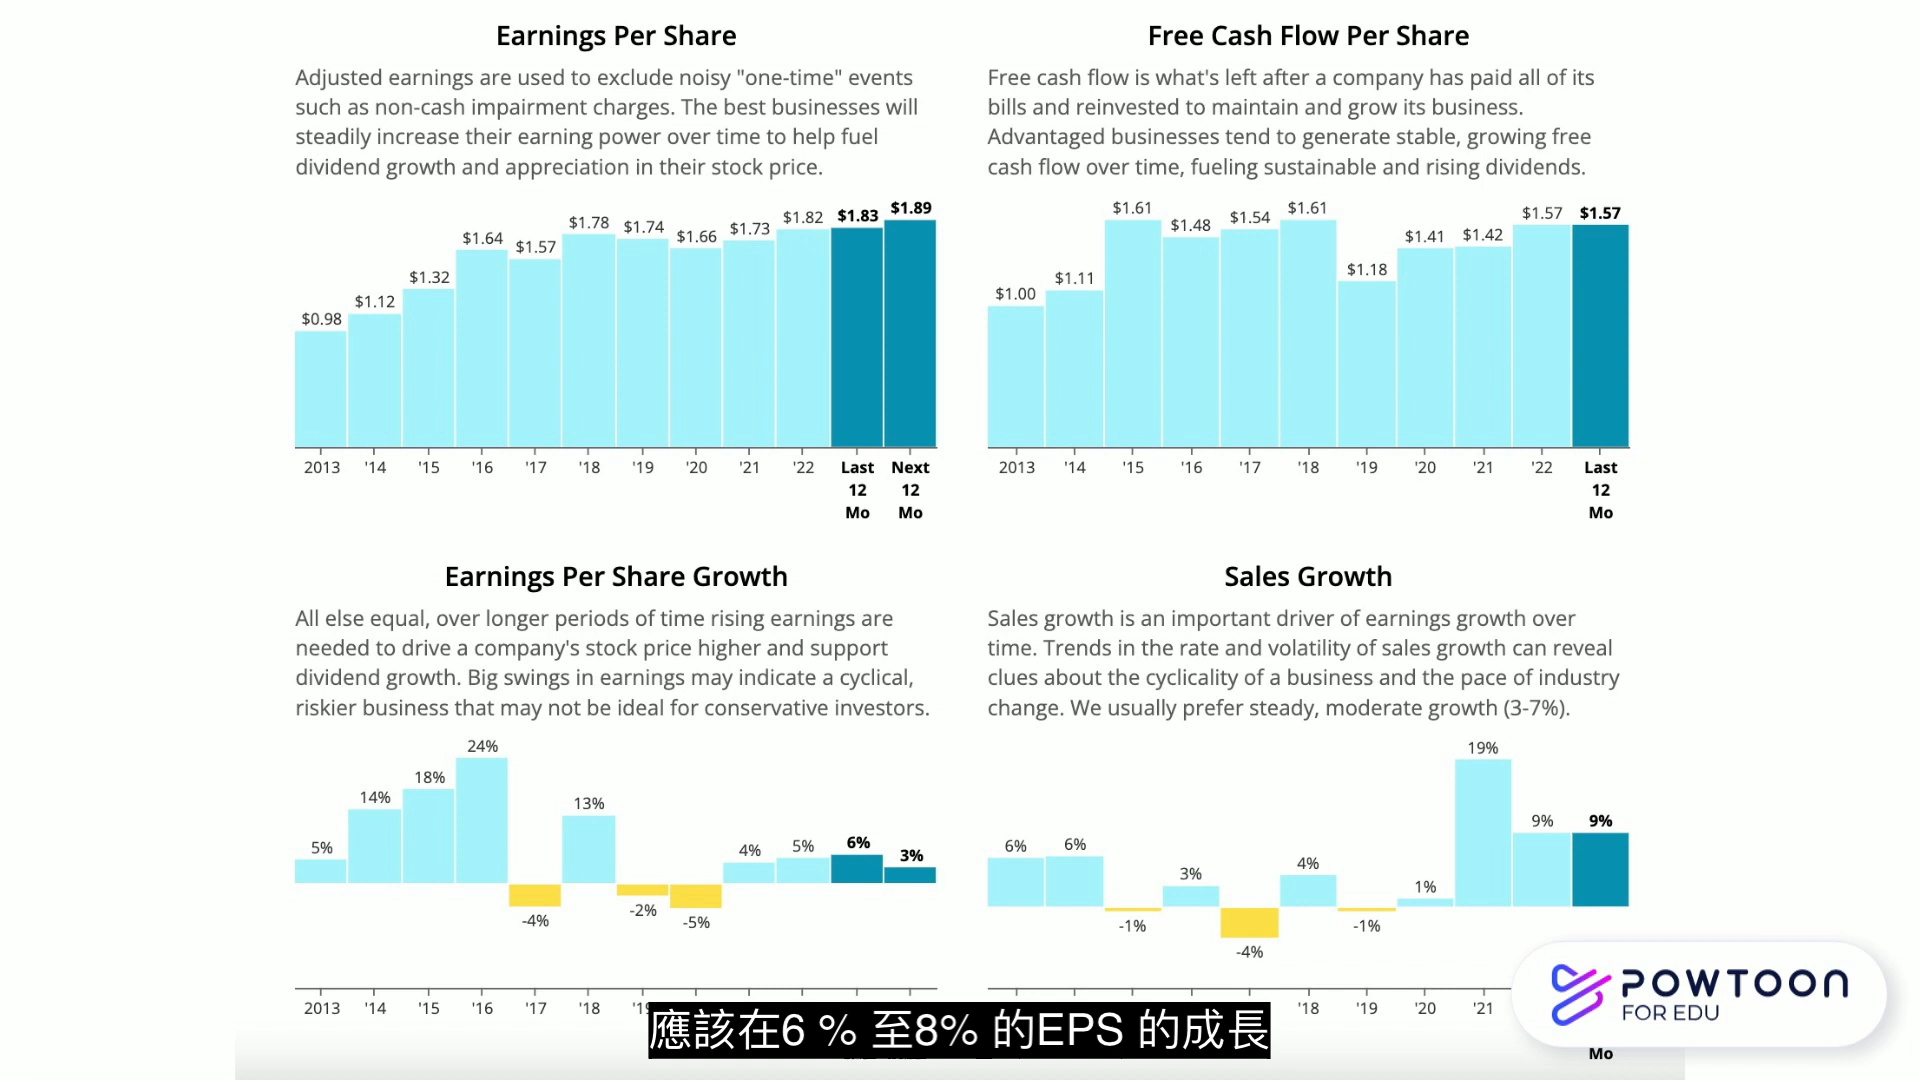 Earnings Per Share
Adjusted earnings are used to exclude noisy "one-time" events
such as non-cash impairment charges. The best businesses will
steadily increase their earning power over time to help fuel
dividend growth and appreciation in their stock price.
$0.98 $1.12 $1.32 $1.64 $1.57 $1.78 $1.74 $1.66 $1.73 $1.82 $1.83 $1.89
2013 '14 '15 '16 '17 '18 '19 '20 '21 '22 Last Next
12 12
Mo Mo
Free Cash Flow Per Share
Free cash flow is what's left after a company has paid all of its
bills and reinvested to maintain and grow its business.
Advantaged businesses tend to generate stable, growing free
cash flow over time, fueling sustainable and rising dividends.
$1.00 $1.11 $1.61 $1.48 $1.54 $1.61 $1.18 $1.41 $1.42 $1.57 $1.57
2013 '14 '15 '16 '17 '18 '19 '20 '21 '22 Last
12
Mo
Earnings Per Share Growth
All else equal, over longer periods of time rising earnings are
needed to drive a company's stock price higher and support
dividend growth. Big swings in earnings may indicate a cyclical,
riskier business that may not be ideal for conservative investors.
5% 14% 18% 24% -4% 13% -2% -5% 4% 5% 6% 3%
2013 '14 '15 '16 '17 '18
Sales Growth
Sales growth is an important driver of earnings growth over
time. Trends in the rate and volatility of sales growth can reveal
clues about the cyclicality of a business and the pace of industry
change. We usually prefer steady, moderate growth (3-7%).
6% 6% -1% 3% -4% 4% -1% 1% 19% 9% 9%
'18 '19 '20 '21
Mo
POWTOON
FOR EDU
應該在6 % 至8% 的EPS 的成長